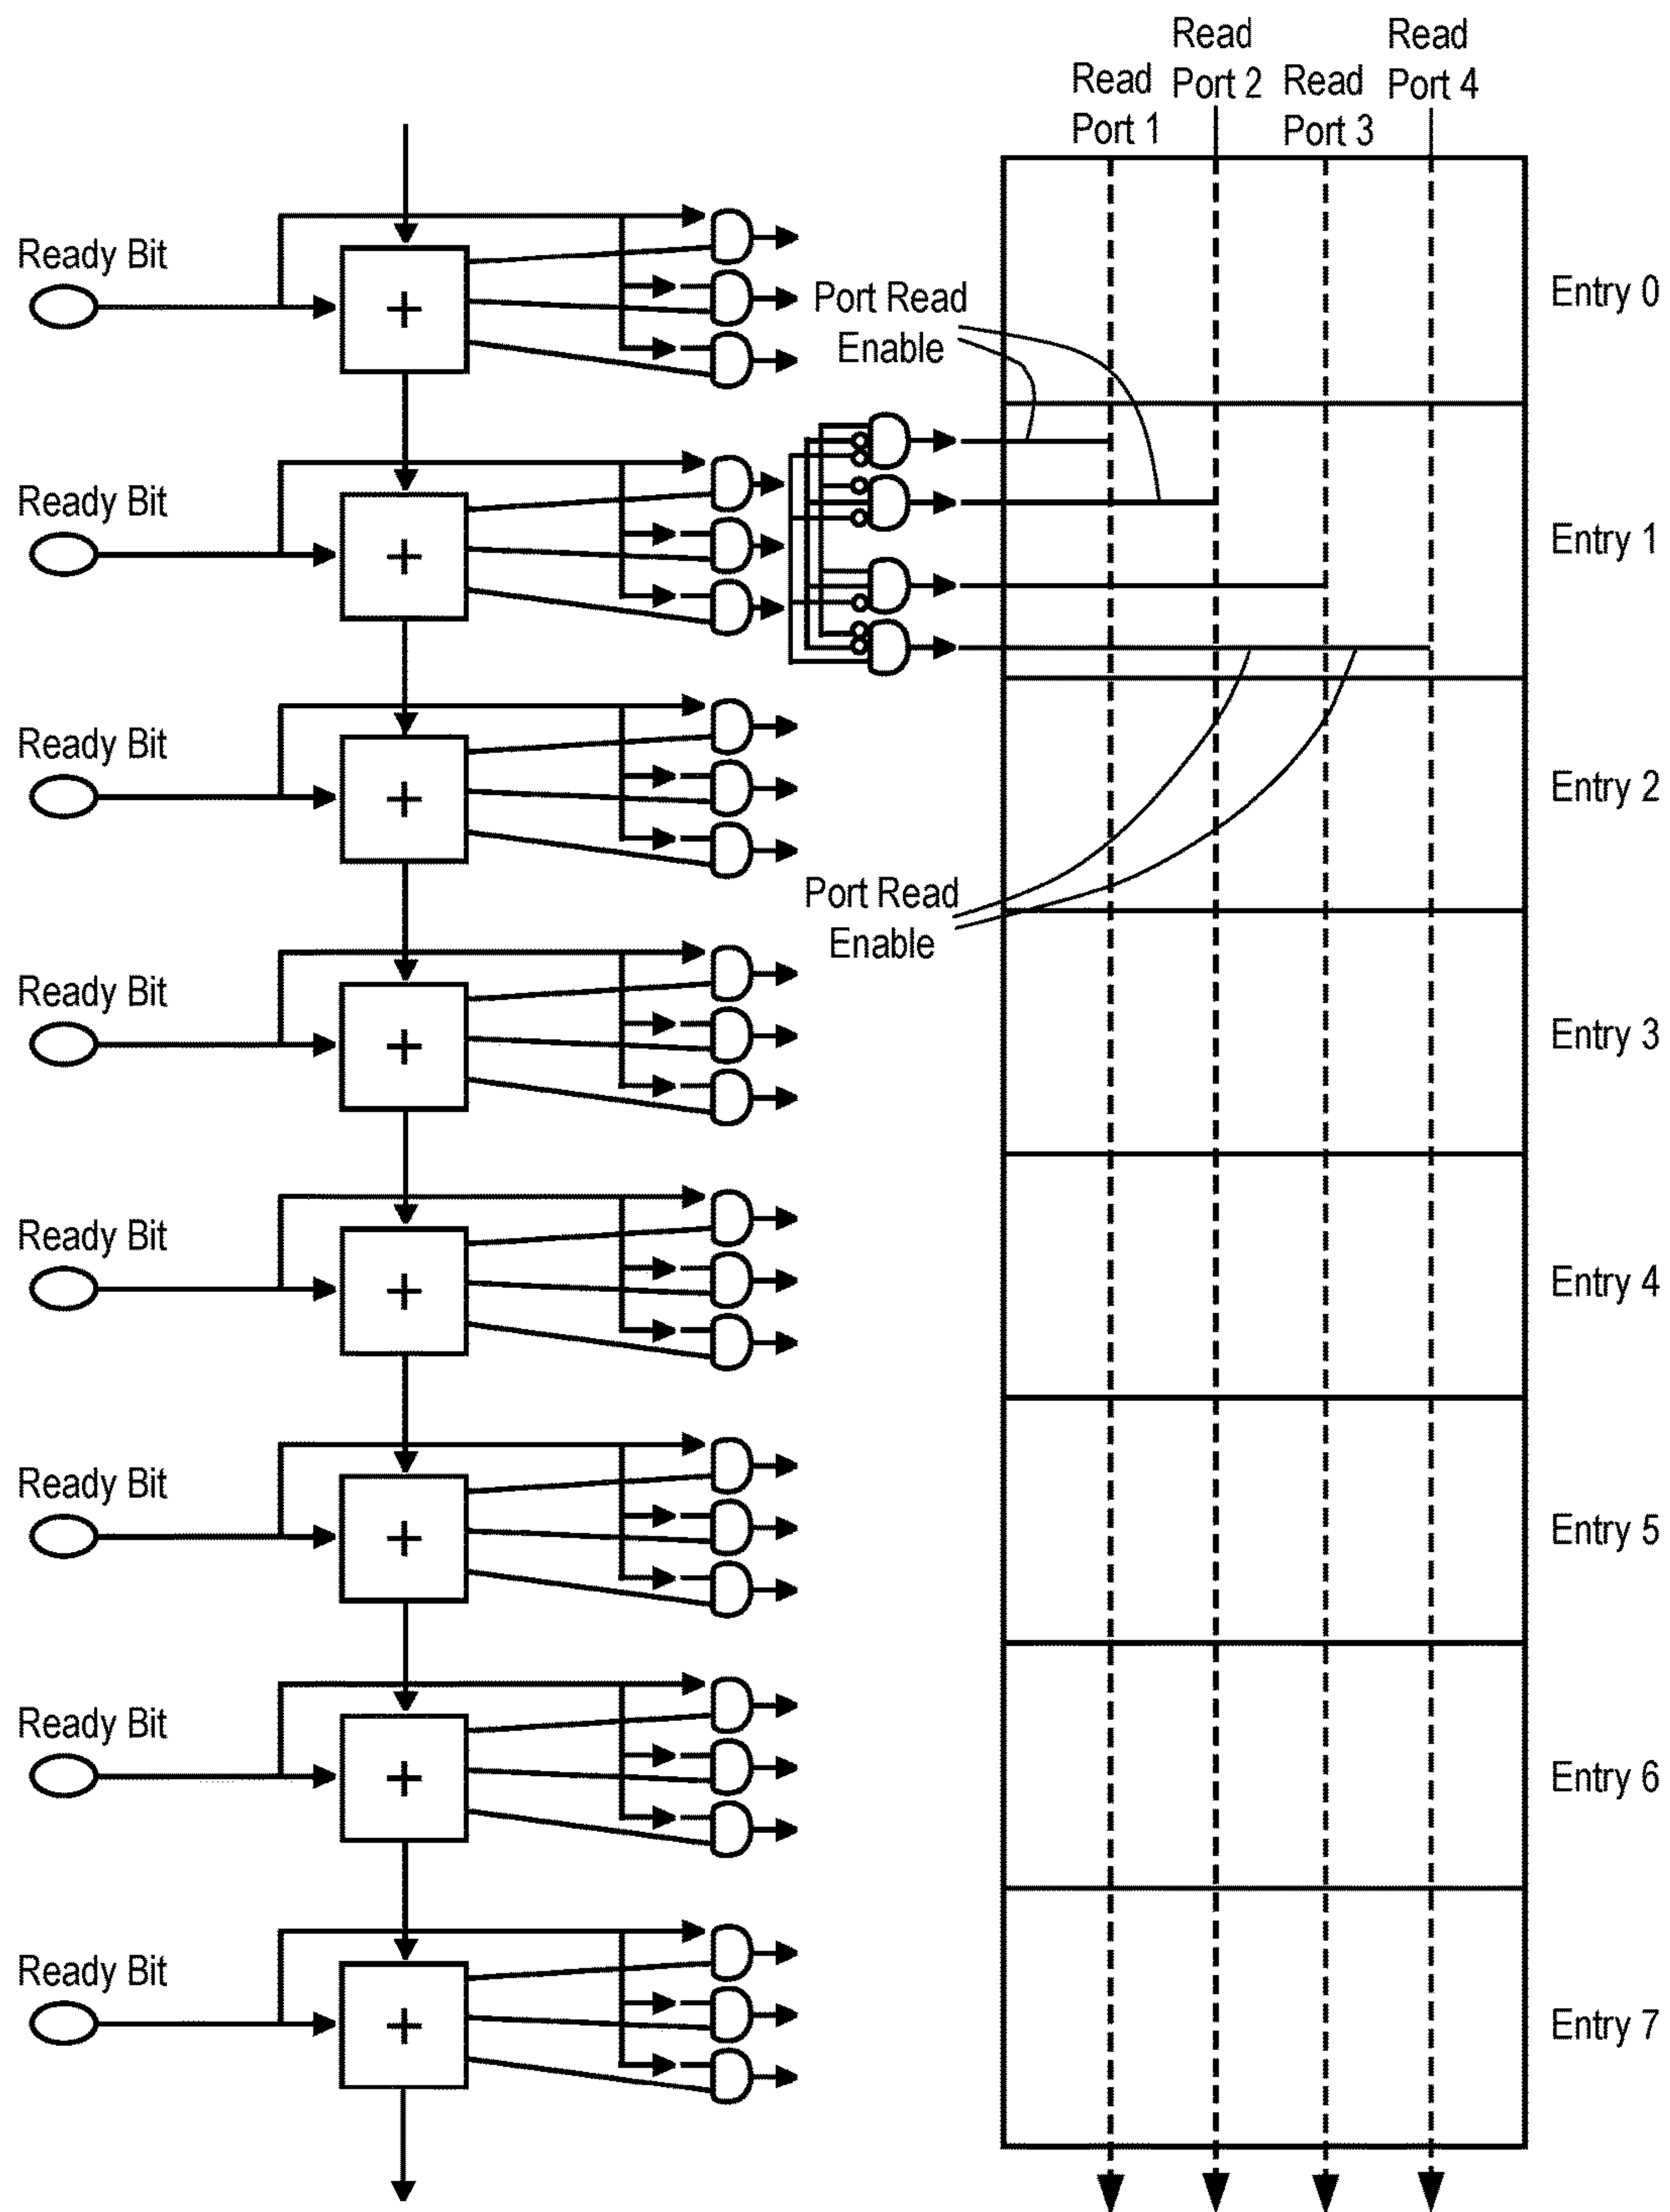 Read
Port 1
Read
Port 2
Read
Port 3
Read
Port 4
Ready Bit
+
Port Read
Enable
Entry 0
Ready Bit
+
Entry 1
Ready Bit
+
Entry 2
Port Read
Enable
Ready Bit
+
Entry 3
Ready Bit
+
Entry 4
Ready Bit
+
Entry 5
Ready Bit
+
Entry 6
Ready Bit
+
Entry 7